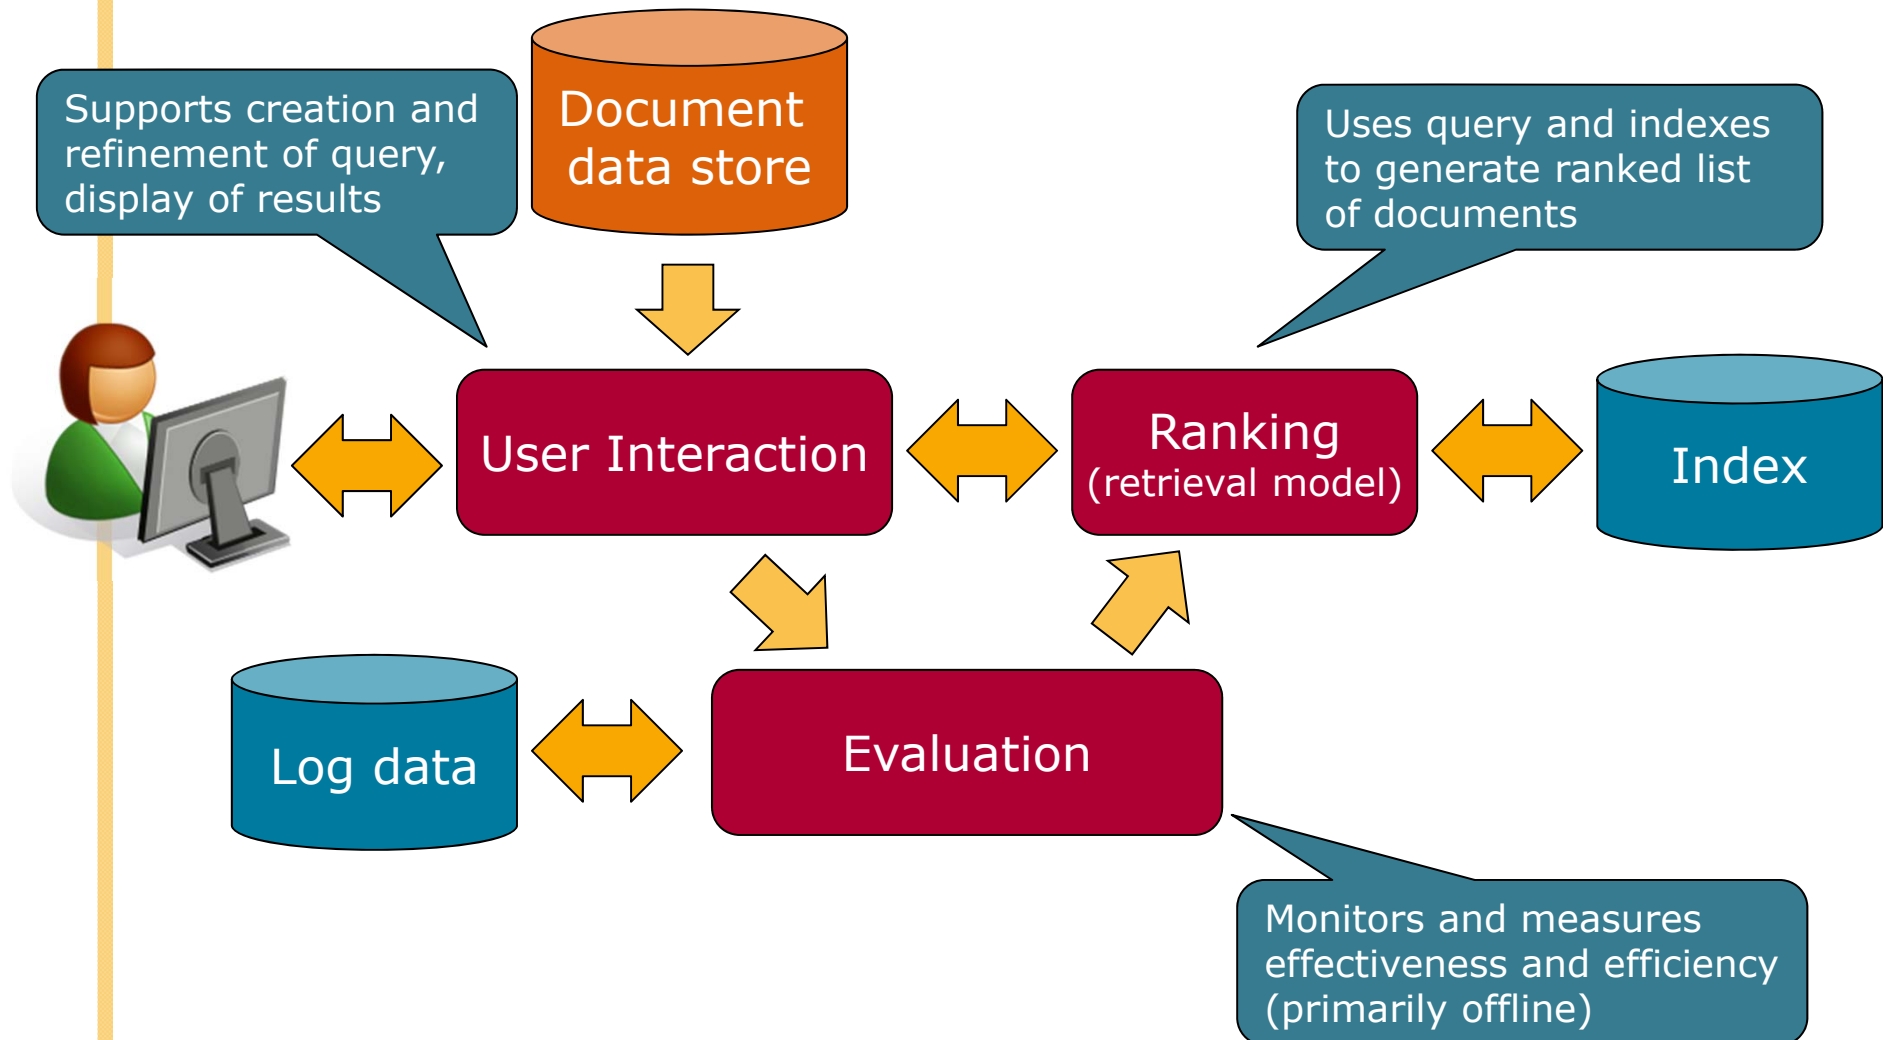 Supports creation and
refinement of query,
display of results
Document
data store
Uses query and indexes
to generate ranked list
of documents
User Interaction
Ranking
(retrieval model)
Index
Log data
Evaluation
Monitors and measures
effectiveness and efficiency
(primarily offline)